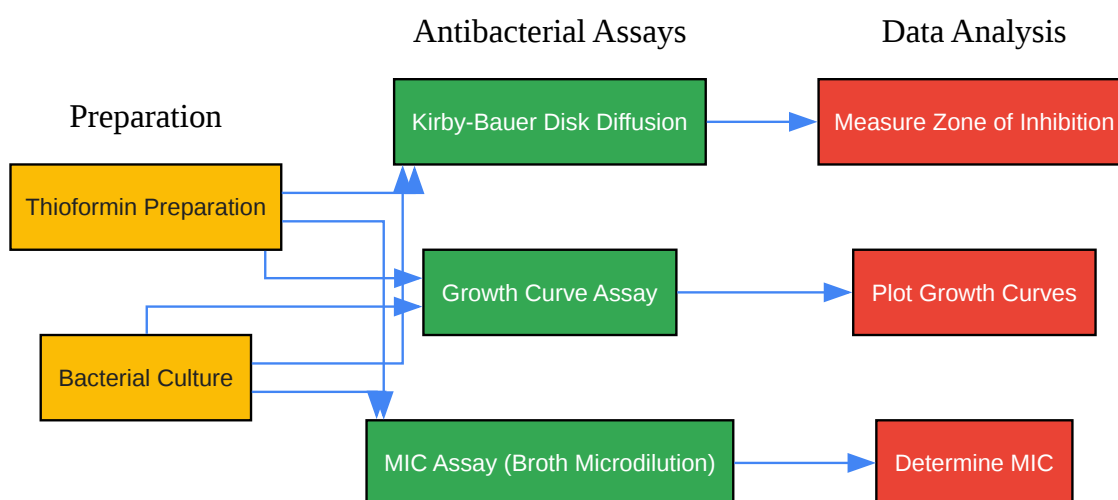 Antibacterial Assays
Data Analysis
Preparation
Kirby-Bauer Disk Diffusion
Measure Zone of Inhibition
Thioformin Preparation
Growth Curve Assay
Plot Growth Curves
Bacterial Culture
MIC Assay (Broth Microdilution)
Determine MIC